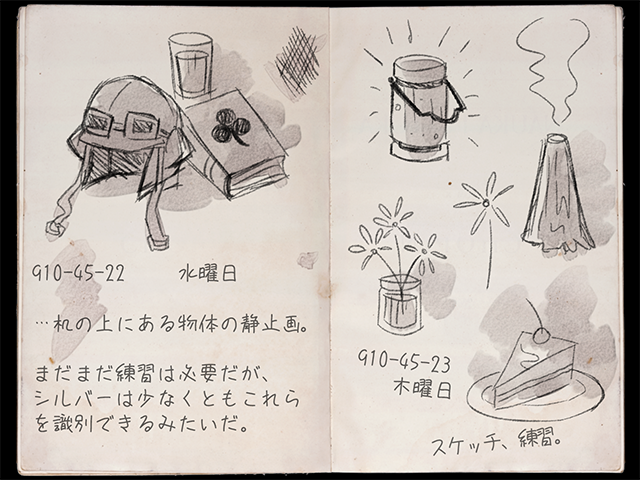 910-45-22 水曜日
…机の上にある物体の静止画。
まだまだ練習は必要だが、
シルバーは少なくともこれら
を識別できるみたいだ。
910-45-23
木曜日
スケッチ、練習。